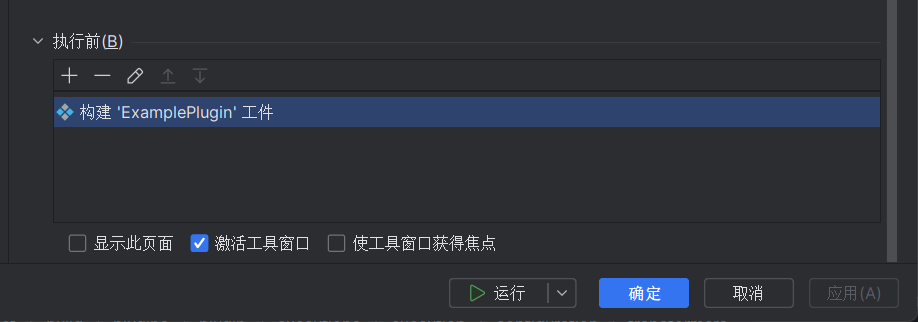 执行前(B)
构建 'ExamplePlugin' 工件
显示此页面 激活工具窗口 使工具窗口获得焦点
运行 确定 取消 应用(A)